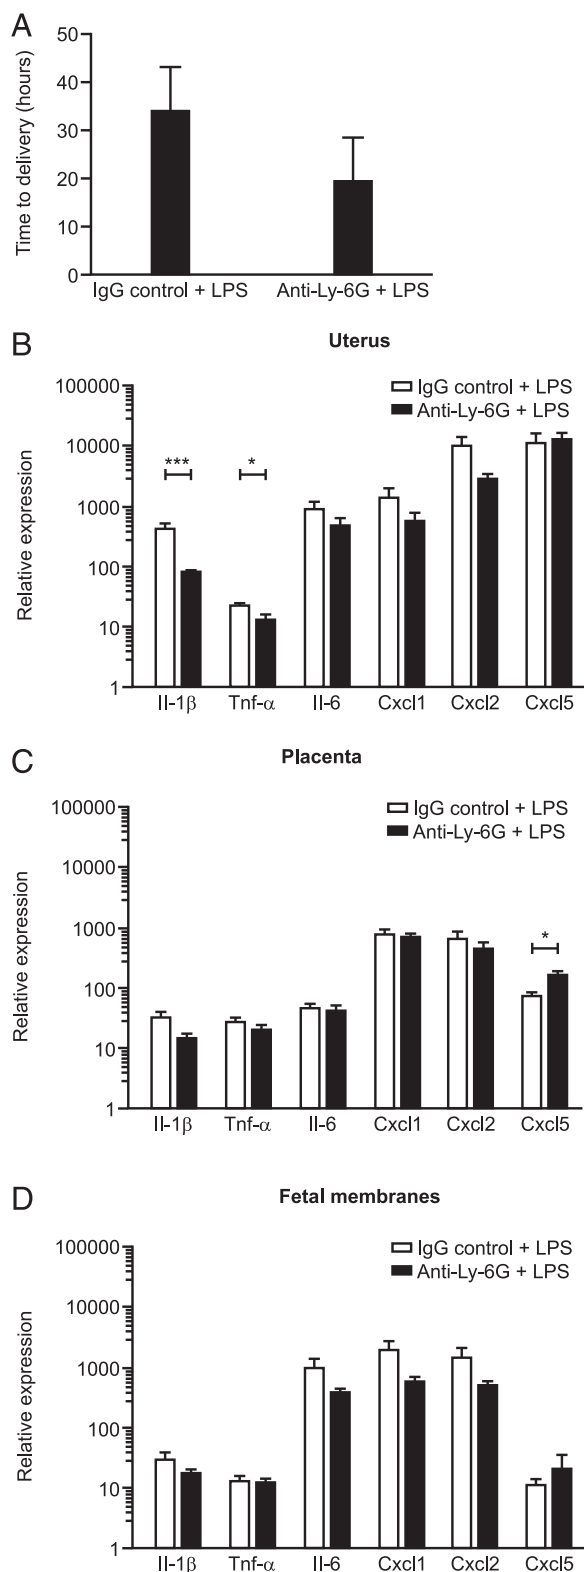 A
Time to delivery (hours)
50
40
30
20
10
0
IgG control + LPS
Anti-Ly-6G + LPS
B
Uterus
IgG control + LPS
Anti-Ly-6G + LPS
Relative expression
100000
10000
1000
100
10
1
***
*
Il-1β
Tnf-α
Il-6
Cxcl1
Cxcl2
Cxcl5
C
Placenta
IgG control + LPS
Anti-Ly-6G + LPS
Relative expression
100000
10000
1000
100
10
1
*
Il-1β
Tnf-α
Il-6
Cxcl1
Cxcl2
Cxcl5
D
Fetal membranes
IgG control + LPS
Anti-Ly-6G + LPS
Relative expression
100000
10000
1000
100
10
1
Il-1β
Tnf-α
Il-6
Cxcl1
Cxcl2
Cxcl5